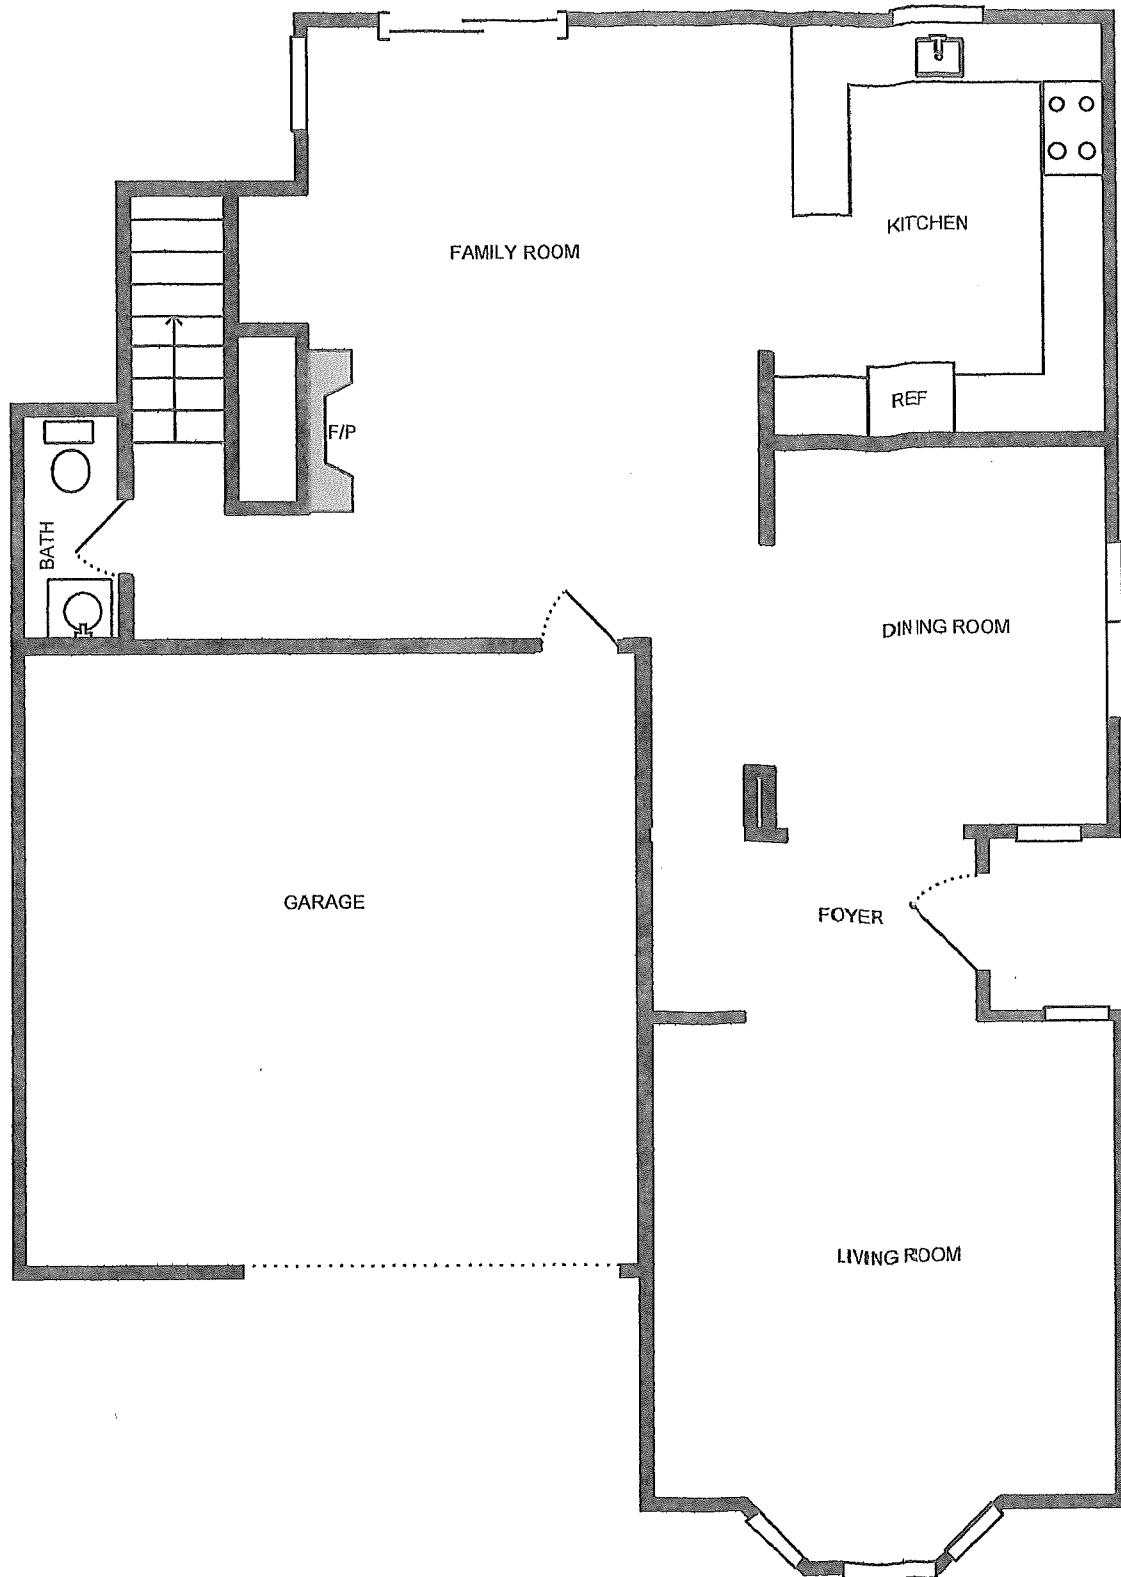 KITCHEN
FAMILY ROOM
REF
F/P
BATH
DINING ROOM
GARAGE
FOYER
LIVING ROOM